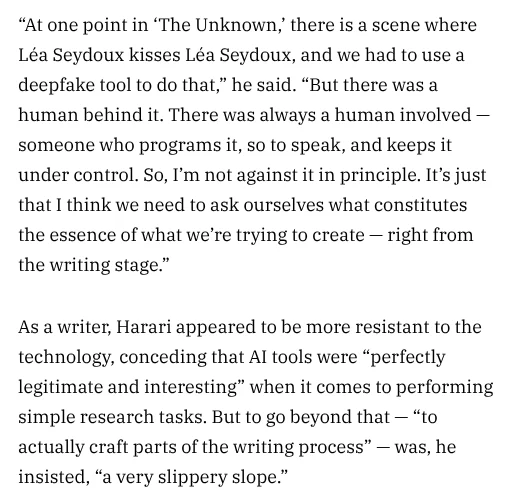 “At one point in ‘The Unknown,’ there is a scene where
Léa Seydoux kisses Léa Seydoux, and we had to use a
deepfake tool to do that,” he said. “But there was a
human behind it. There was always a human involved —
someone who programs it, so to speak, and keeps it
under control. So, I’m not against it in principle. It’s just
that I think we need to ask ourselves what constitutes
the essence of what we’re trying to create — right from
the writing stage.”
As a writer, Harari appeared to be more resistant to the
technology, conceding that AI tools were “perfectly
legitimate and interesting” when it comes to performing
simple research tasks. But to go beyond that — “to
actually craft parts of the writing process” — was, he
insisted, “a very slippery slope.”